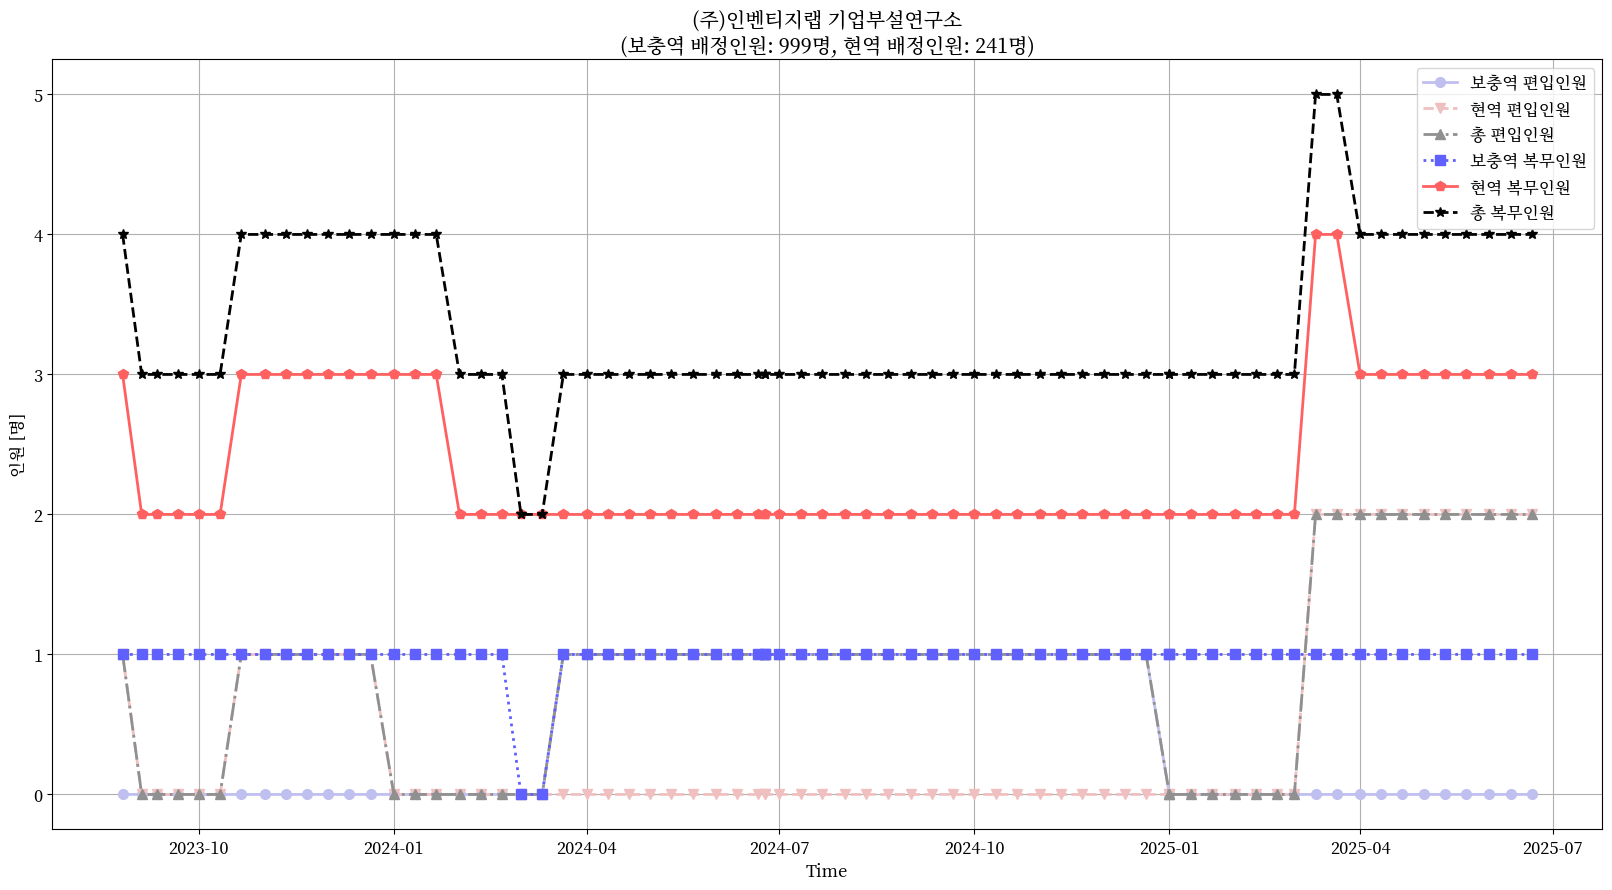 (주)인벤티지랩 기업부설연구소
(보충역 배정인원: 999명, 현역 배정인원: 241명)
보충역 편입인원
현역 편입인원
총 편입인원
보충역 복무인원
현역 복무인원
총 복무인원
인원 [명]
5
4
3
2
1
0
2023-10
2024-01
2024-04
2024-07
2024-10
2025-01
2025-04
2025-07
Time